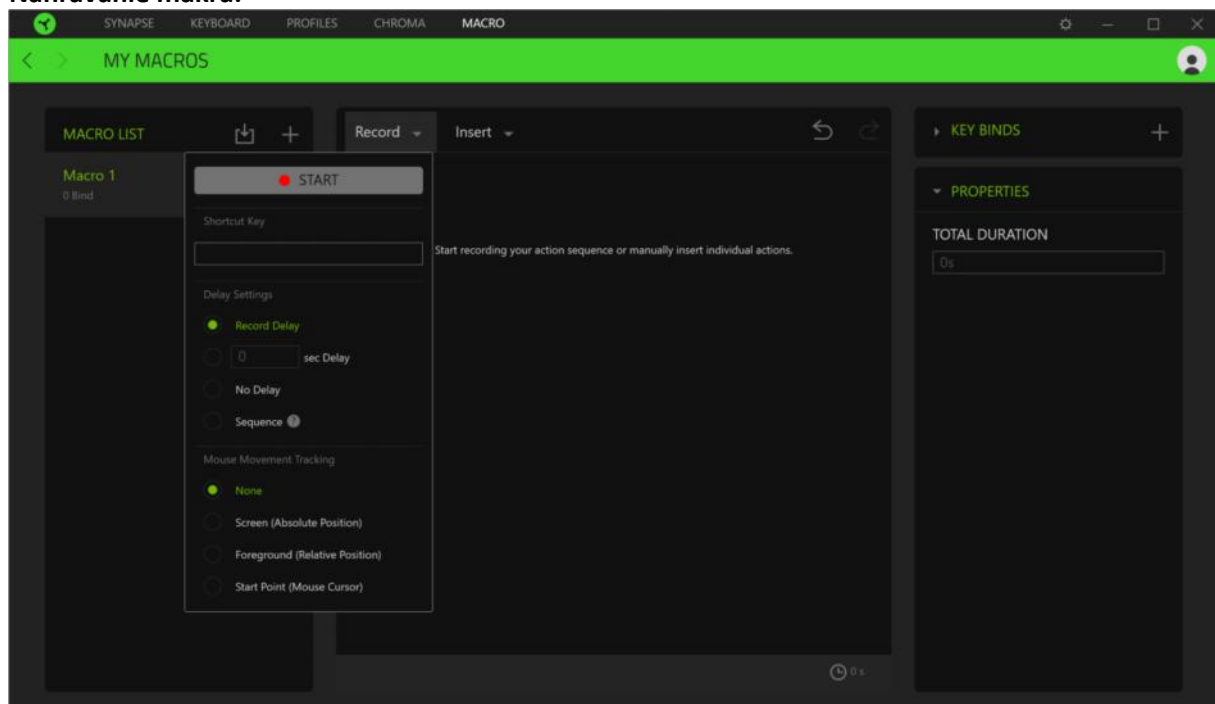 Nahrávanie makra:
SYNAPSE KEYBOARD PROFILES CHROMA MACRO
MY MACROS
MACRO LIST
Macro 1
0 Bind
Record Insert
START
Shortcut Key
Delay Settings
Record Delay
0 sec Delay
No Delay
Sequence ?
Mouse Movement Tracking
None
Screen (Absolute Position)
Foreground (Relative Position)
Start Point (Mouse Cursor)
Start recording your action sequence or manually insert individual actions.
0 s
KEY BINDS
PROPERTIES
TOTAL DURATION
0s